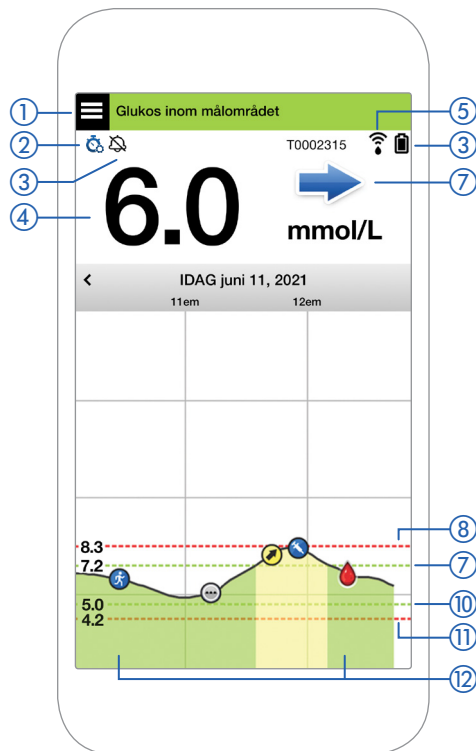 ① Glukos inom målområdet ⑤
② T0002315 ③
③
④ 6.0 mmol/L ⑦
IDAG juni 11, 2021
11em 12em
8.3 ⑧
7.2 ⑦
5.0 ⑩
4.2 ⑪
⑫